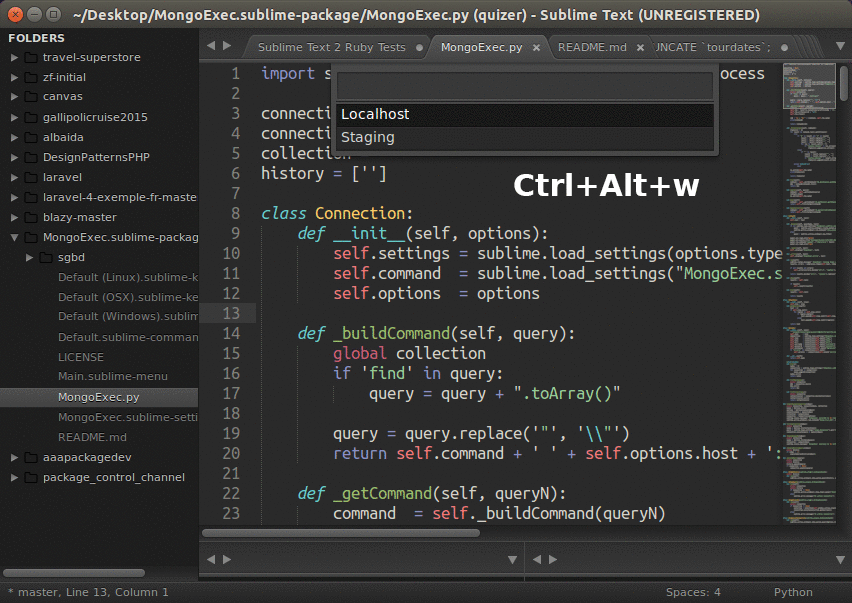 ~/Desktop/MongoExec.sublime-package/MongoExec.py (quizer) - Sublime Text (UNREGISTERED)
FOLDERS
travel-superstore
zf-initial
canvas
gallipolicruise2015
albaida
DesignPatternsPHP
laravel
laravel-4-exemple-fr-maste
blazy-master
MongoExec.sublime-packag
sgbd
Default (Linux).sublime-k
Default (OSX).sublime-ke
Default (Windows).sublim
Default.sublime-comman
LICENSE
Main.sublime-menu
MongoExec.py
MongoExec.sublime-setti
README.md
aaapackagedev
package_control_channel
Sublime Text 2 Ruby Tests
MongoExec.py ×
README.md ×
UNCATE `tourdates`;
Localhost
Staging
Ctrl+Alt+w
1 import s ocess
2
3 connecti
4 connecti
5 collection
6 history = ['']
7
8 class Connection:
9 def __init__(self, options):
10 self.settings = sublime.load_settings(options.type
11 self.command  = sublime.load_settings("MongoExec.s
12 self.options  = options
13
14 def _buildCommand(self, query):
15 global collection
16 if 'find' in query:
17 query = query + ".toArray()"
18
19 query = query.replace('"', '\\"')
20 return self.command + ' ' + self.options.host + ':
21
22 def _getCommand(self, queryN):
23 command  = self._buildCommand(queryN)
* master, Line 13, Column 1
Spaces: 4
Python